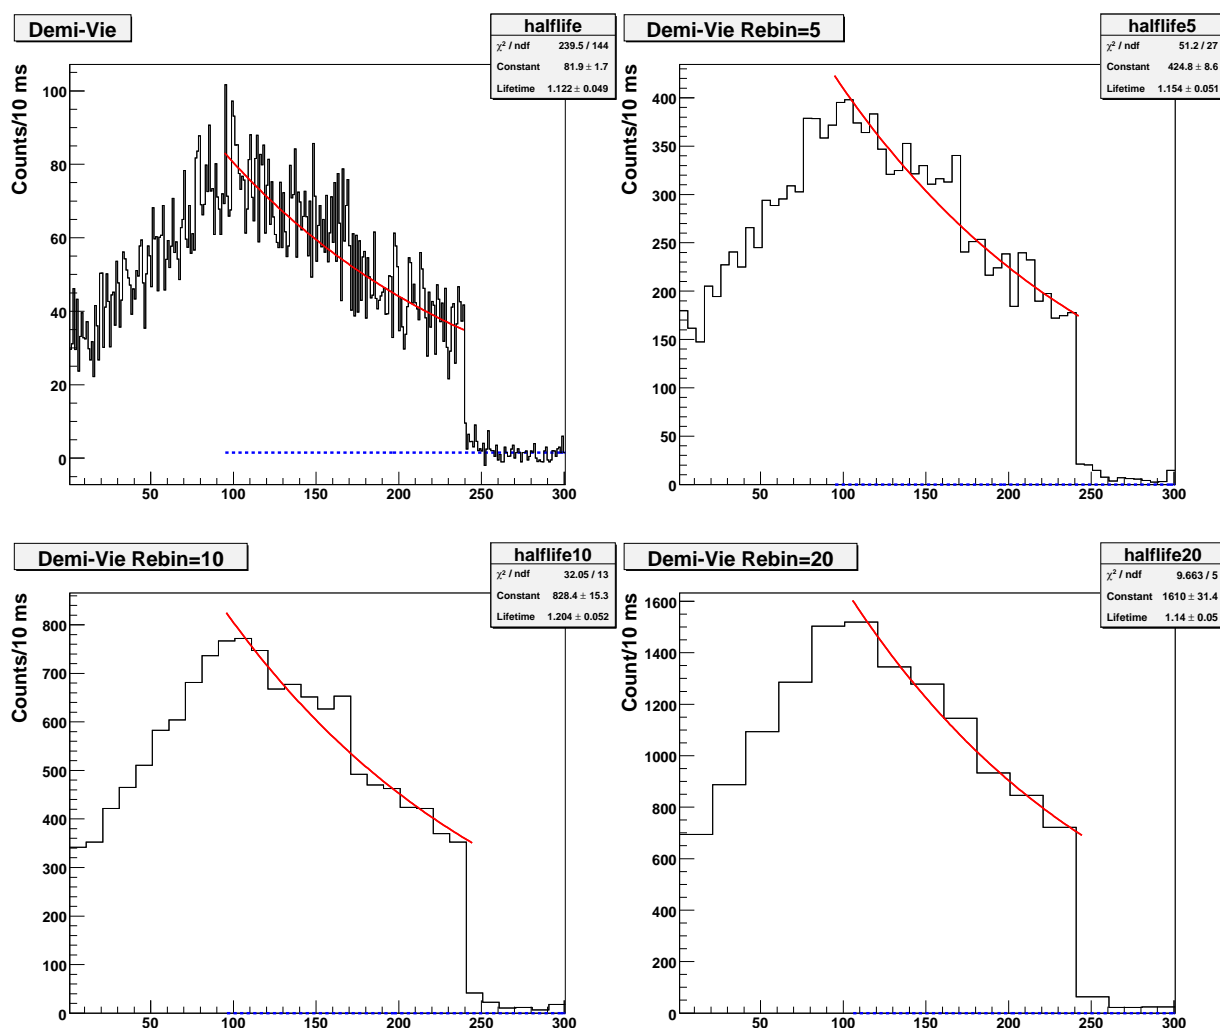 Demi-Vie
halflife
χ² / ndf 239.5 / 144
Constant 81.9 ± 1.7
Lifetime 1.122 ± 0.049
Counts/10 ms
100
80
60
40
20
0
50 100 150 200 250 300
Demi-Vie Rebin=5
halflife5
χ² / ndf 51.2 / 27
Constant 424.8 ± 8.6
Lifetime 1.154 ± 0.051
Counts/10 ms
400
350
300
250
200
150
100
50
0
50 100 150 200 250 300
Demi-Vie Rebin=10
halflife10
χ² / ndf 32.05 / 13
Constant 828.4 ± 15.3
Lifetime 1.204 ± 0.052
Counts/10 ms
800
700
600
500
400
300
200
100
0
50 100 150 200 250 300
Demi-Vie Rebin=20
halflife20
χ² / ndf 9.663 / 5
Constant 1610 ± 31.4
Lifetime 1.14 ± 0.05
Count/10 ms
1600
1400
1200
1000
800
600
400
200
0
50 100 150 200 250 300